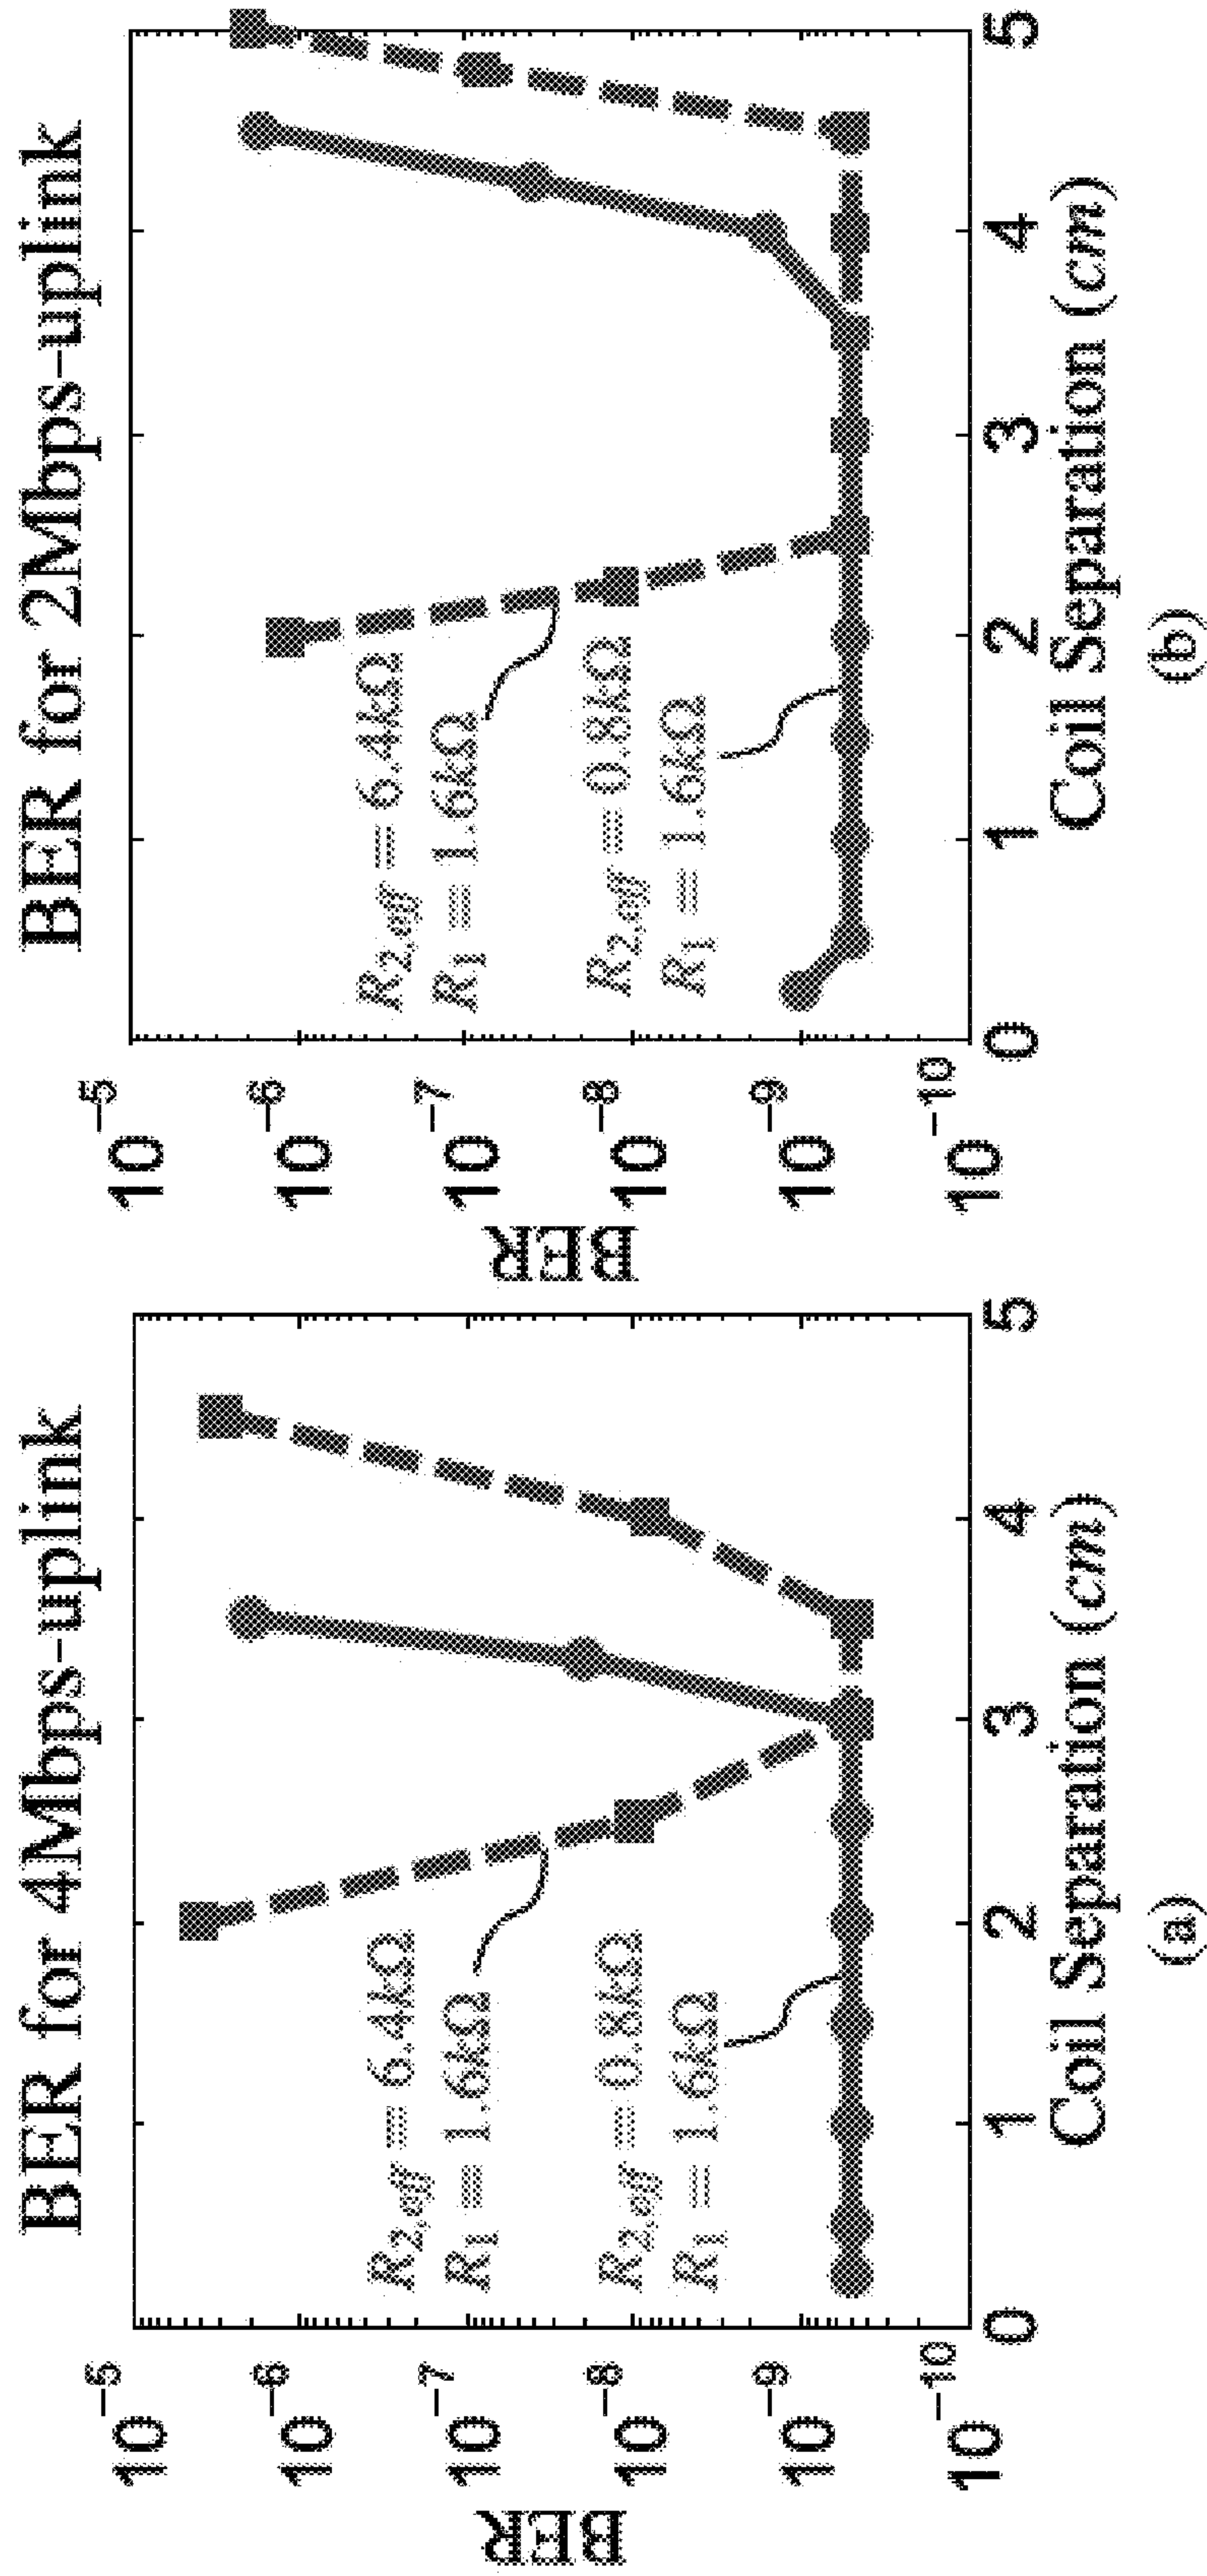 BER for 4Mbps-uplink
BER
10⁻⁵
10⁻⁶
10⁻⁷
10⁻⁸
10⁻⁹
10⁻¹⁰
R₂,eff = 6.4kΩ
R₁ = 1.6kΩ
R₂,eff = 0.8kΩ
R₁ = 1.6kΩ
0 1 2 3 4 5
Coil Separation (cm)
(a)
BER for 2Mbps-uplink
BER
10⁻⁵
10⁻⁶
10⁻⁷
10⁻⁸
10⁻⁹
10⁻¹⁰
R₂,eff = 6.4kΩ
R₁ = 1.6kΩ
R₂,eff = 0.8kΩ
R₁ = 1.6kΩ
0 1 2 3 4 5
Coil Separation (cm)
(b)